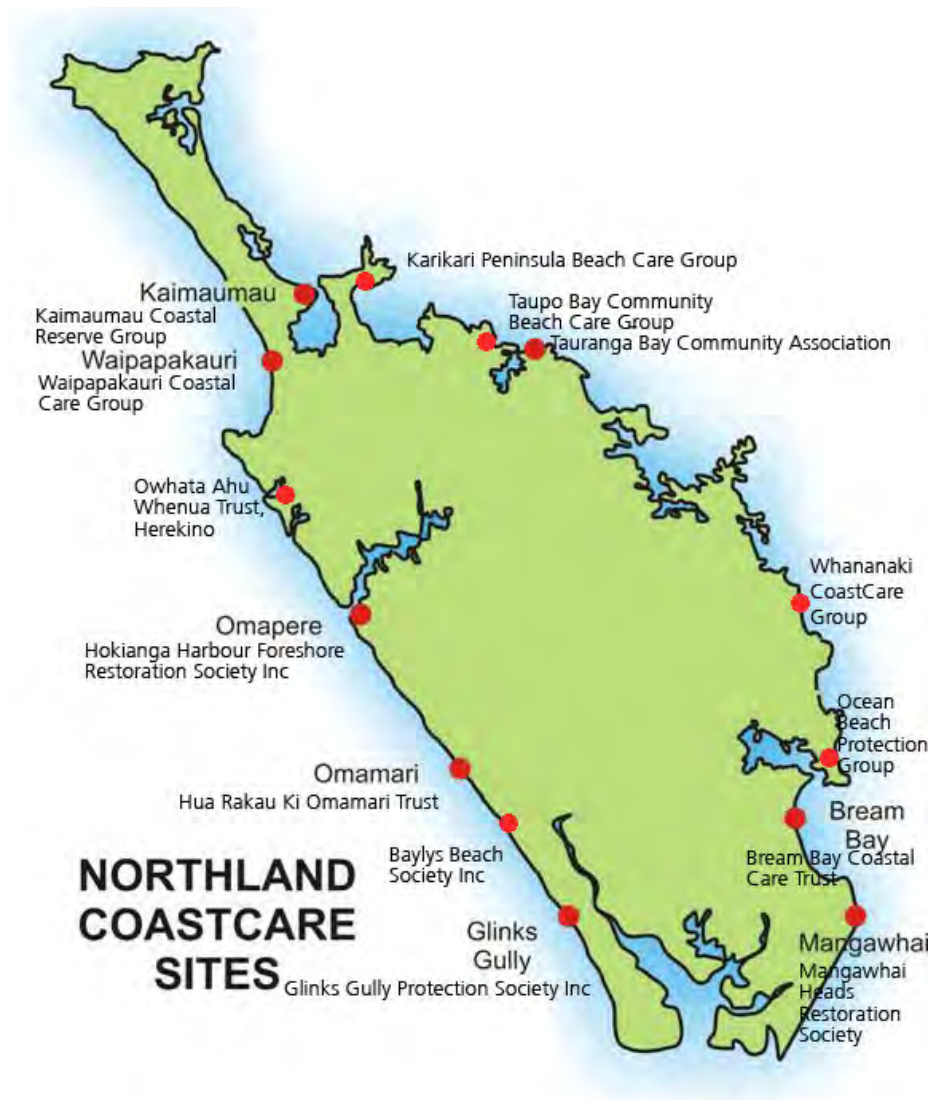 Karikari Peninsula Beach Care Group
Kaimaumau
Kaimaumau Coastal
Reserve Group
Taupo Bay Community
Beach Care Group
Tauranga Bay Community Association
Waipapakauri
Waipapakauri Coastal
Care Group
Owhata Ahu
Whenua Trust,
Herekino
Whananaki
CoastCare
Group
Omapere
Hokianga Harbour Foreshore
Restoration Society Inc
Ocean
Beach
Protection
Group
Omamari
Hua Rakau Ki Omamari Trust
Bream
Bay
Bream Bay Coastal
Care Trust
Baylys Beach
Society Inc
NORTHLAND
COASTCARE
SITES
Glinks
Gully
Glinks Gully Protection Society Inc
Mangawhai
Mangawhai
Heads
Restoration
Society